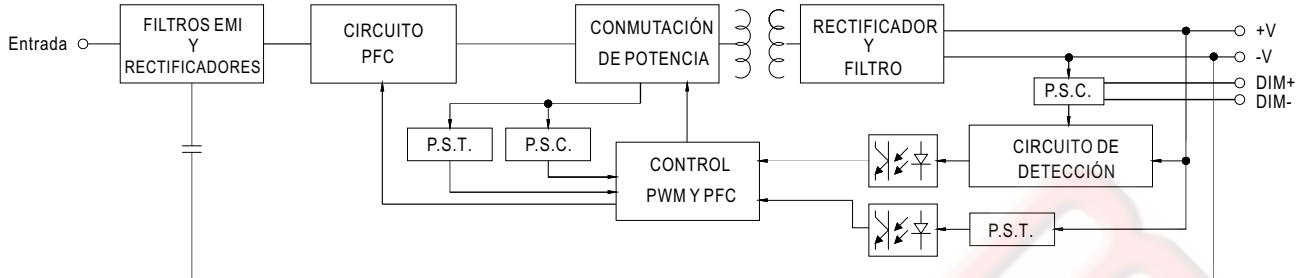 Entrada
FILTROS EMI
Y
RECTIFICADORES
CIRCUITO
PFC
CONMUTACIÓN
DE POTENCIA
RECTIFICADOR
Y
FILTRO
+V
-V
DIM+
DIM-
P.S.C.
P.S.T.
P.S.C.
CONTROL
PWM Y PFC
CIRCUITO DE
DETECCIÓN
P.S.T.